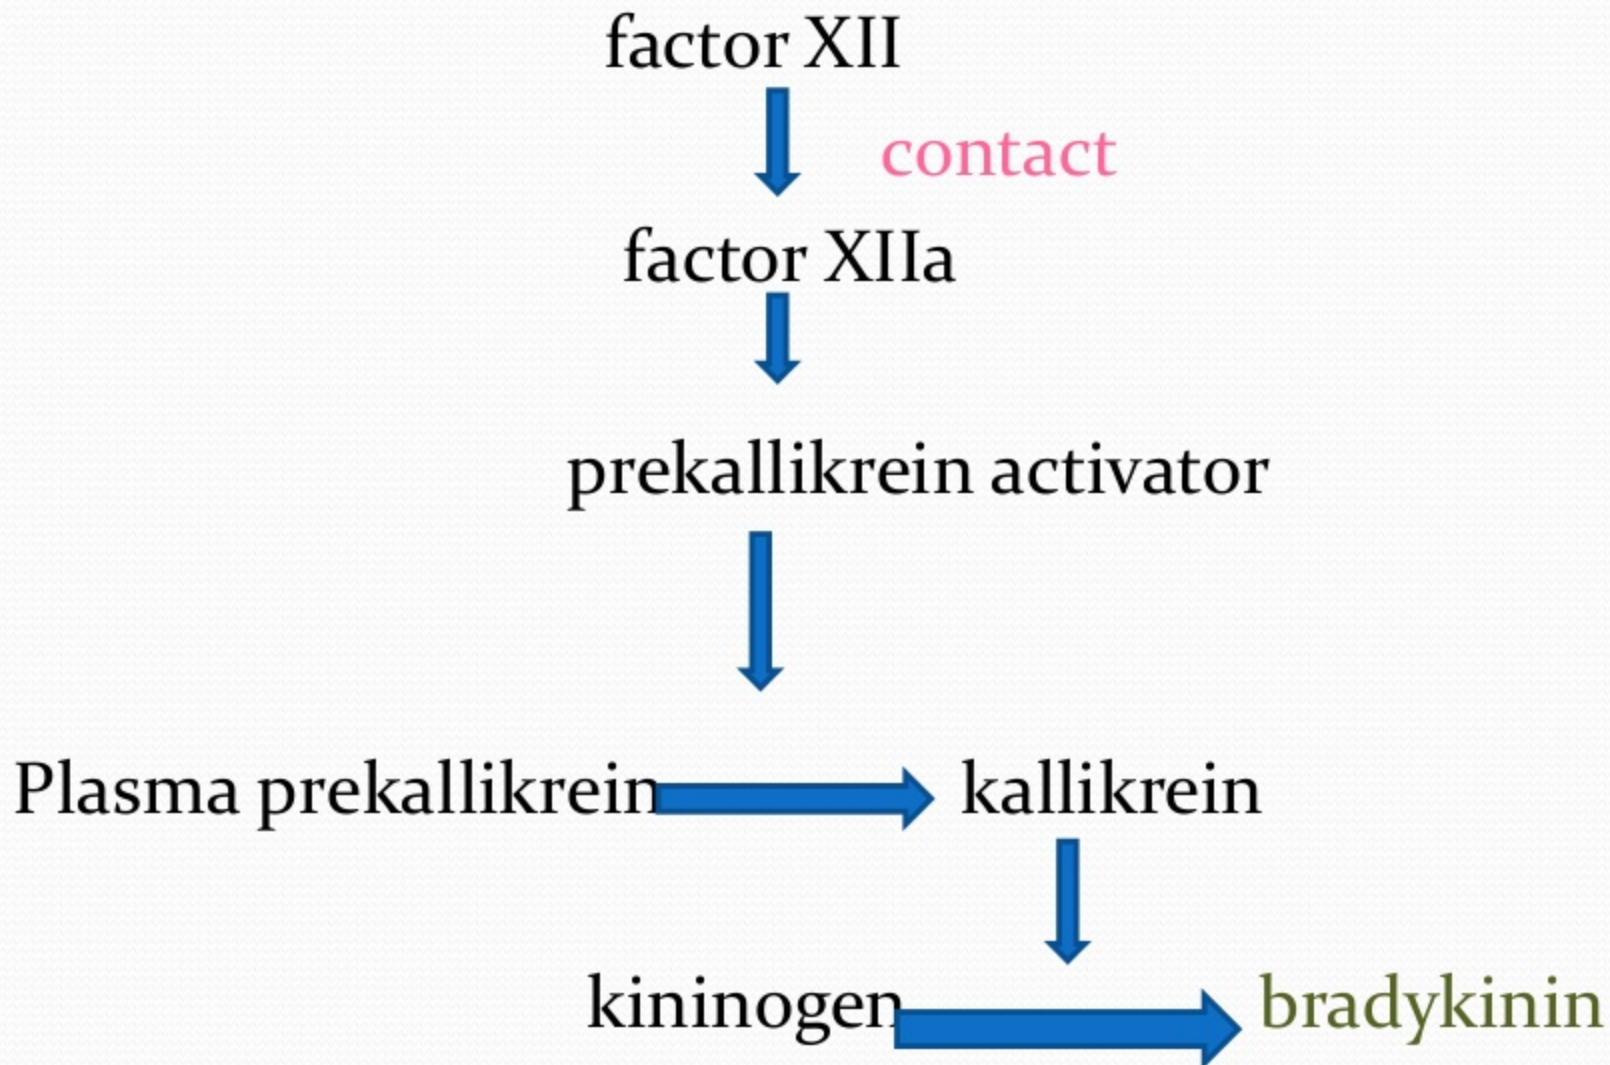 factor XII
contact
factor XIIa
prekallikrein activator
Plasma prekallikrein kallikrein
kininogen bradykinin